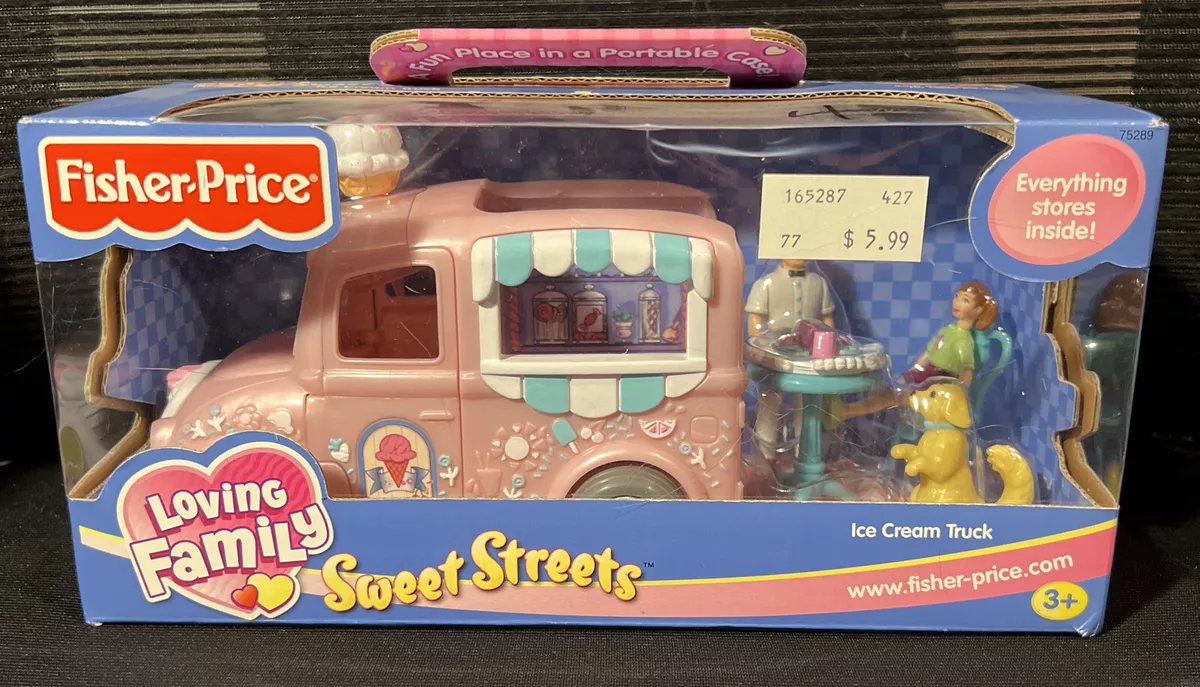 A Fun Place in a Portable Case!
Fisher-Price®
75289
Everything
stores
inside!
165287 427
77 $ 5.99
Loving
Family
Sweet Streets™
Ice Cream Truck
www.fisher-price.com
3+